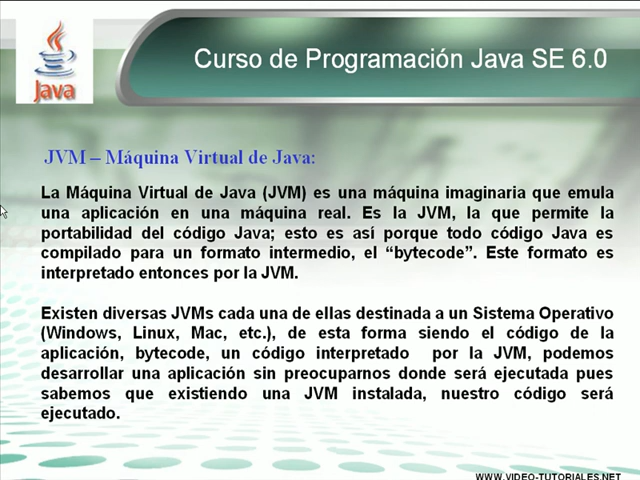 Java
Curso de Programación Java SE 6.0
JVM – Máquina Virtual de Java:
La Máquina Virtual de Java (JVM) es una máquina imaginaria que emula
una aplicación en una máquina real. Es la JVM, la que permite la
portabilidad del código Java; esto es así porque todo código Java es
compilado para un formato intermedio, el “bytecode”. Este formato es
interpretado entonces por la JVM.
Existen diversas JVMs cada una de ellas destinada a un Sistema Operativo
(Windows, Linux, Mac, etc.), de esta forma siendo el código de la
aplicación, bytecode, un código interpretado por la JVM, podemos
desarrollar una aplicación sin preocuparnos donde será ejecutada pues
sabemos que existiendo una JVM instalada, nuestro código será
ejecutado.
WWW.VIDEO-TUTORIALES.NET